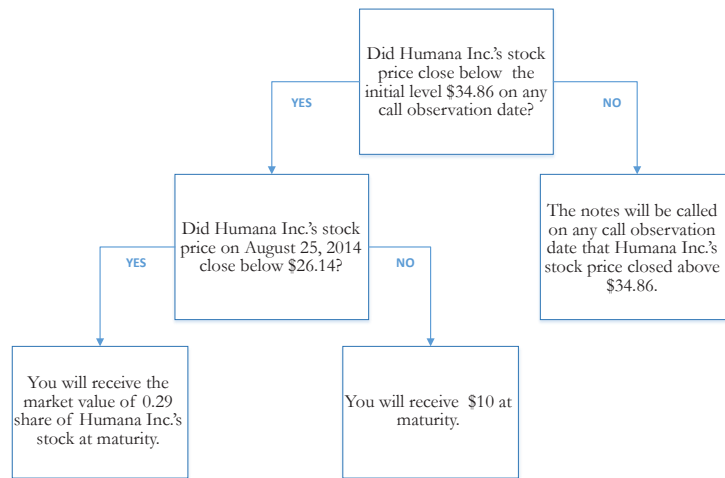 Did Humana Inc.'s stock
price close below the
initial level $34.86 on any
call observation date?
YES
NO
Did Humana Inc.'s stock
price on August 25, 2014
close below $26.14?
The notes will be called
on any call observation
date that Humana Inc.'s
stock price closed above
$34.86.
YES
NO
You will receive the
market value of 0.29
share of Humana Inc.'s
stock at maturity.
You will receive $10 at
maturity.